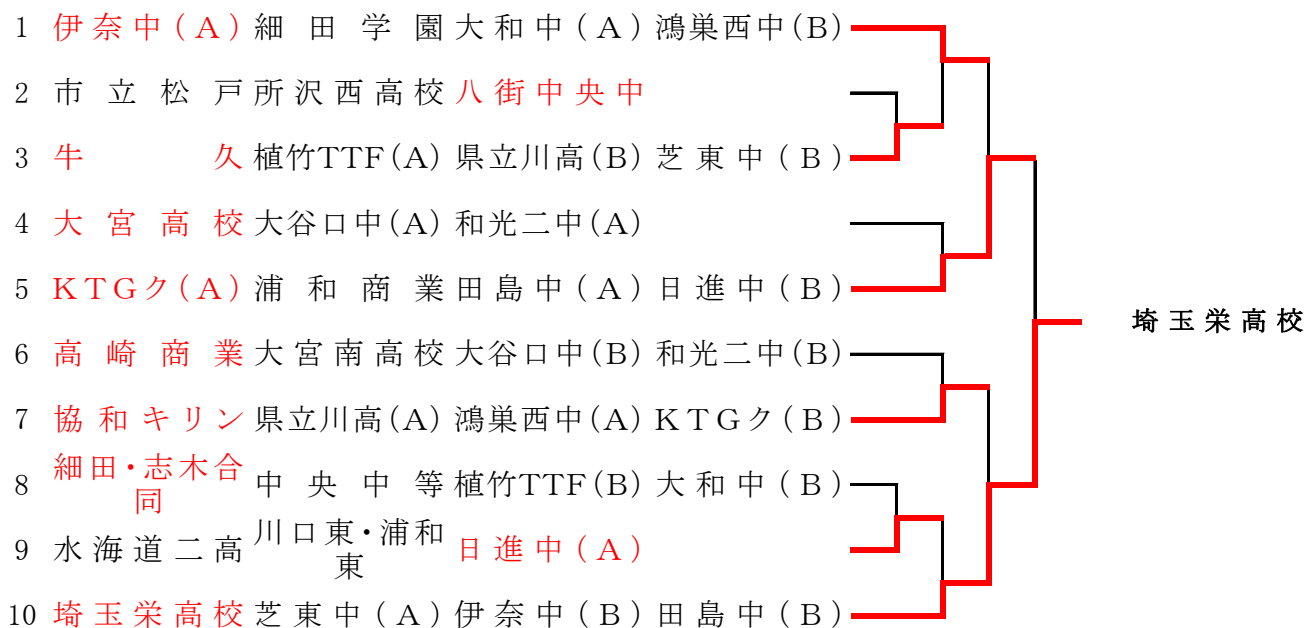 1 伊奈中(A) 細田学園 大和中(A) 鴻巣西中(B)
2 市立松戸 所沢西高校 八街中央中
3 牛久 植竹TTF(A) 県立川高(B) 芝東中(B)
4 大宮高校 大谷口中(A) 和光二中(A)
5 KTGク(A) 浦和商業 田島中(A) 日進中(B)
埼玉栄高校
6 高崎商業 大宮南高校 大谷口中(B) 和光二中(B)
7 協和キリン 県立川高(A) 鴻巣西中(A) KTGク(B)
8 細田・志木合同 中央中等 植竹TTF(B) 大和中(B)
9 水海道二高 川口東・浦和東 日進中(A)
10 埼玉栄高校 芝東中(A) 伊奈中(B) 田島中(B)